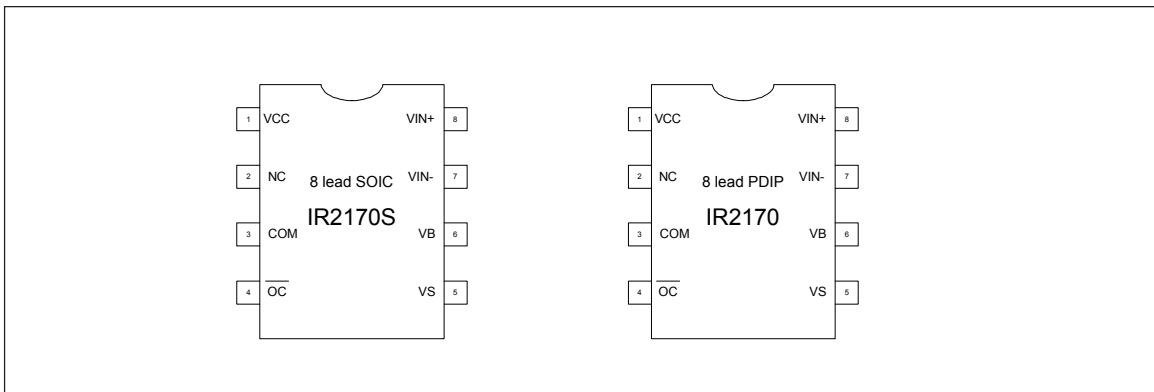 1 VCC VIN+ 8
2 NC 8 lead SOIC VIN- 7
IR2170S
3 COM VB 6
4 OC VS 5
1 VCC VIN+ 8
2 NC 8 lead PDIP VIN- 7
IR2170
3 COM VB 6
4 OC VS 5